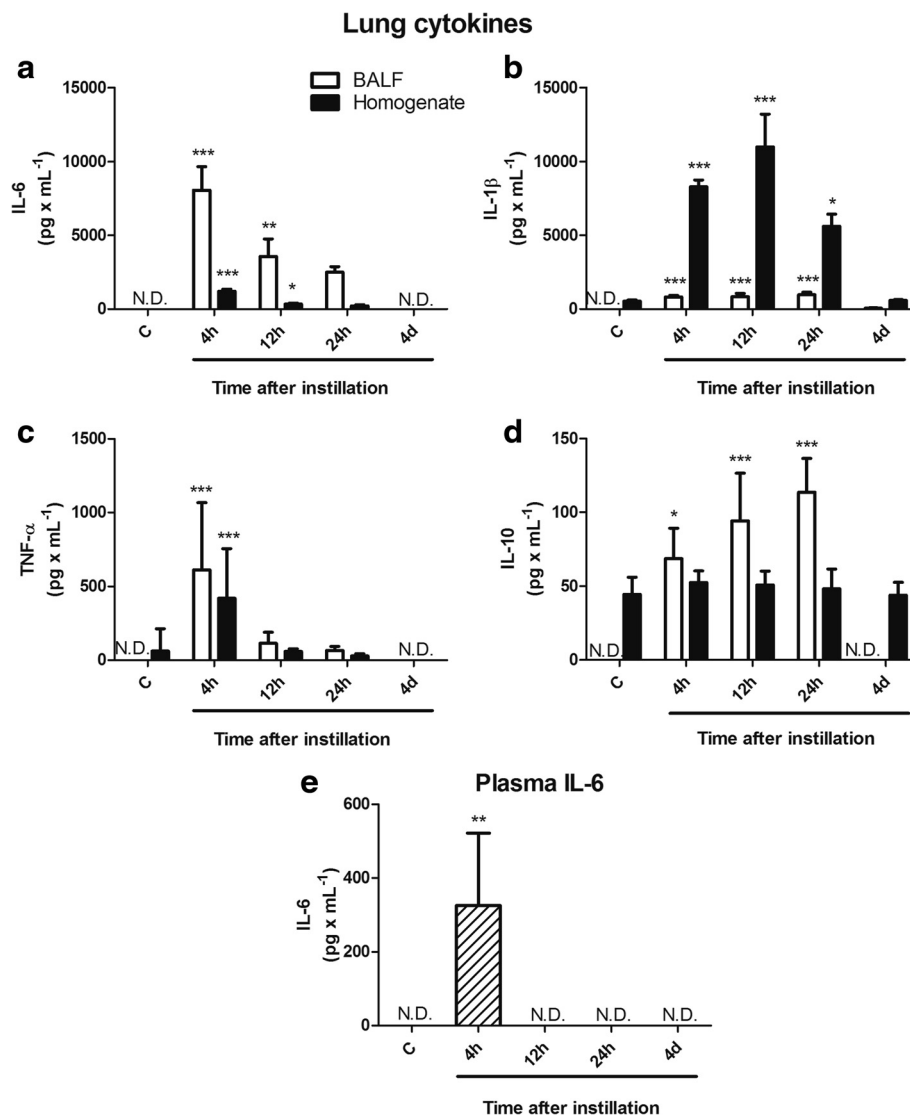 Lung cytokines
a
BALF
Homogenate
15000
10000
5000
0
IL-6
(pg x mL-1)
N.D.
***
***
**
*
N.D.
C
4h
12h
24h
4d
Time after instillation
b
15000
10000
5000
0
IL-1β
(pg x mL-1)
N.D.
***
***
***
***
***
*
C
4h
12h
24h
4d
Time after instillation
c
1500
1000
500
0
TNF-α
(pg x mL-1)
N.D.
***
***
N.D.
C
4h
12h
24h
4d
Time after instillation
d
150
100
50
0
IL-10
(pg x mL-1)
N.D.
*
***
***
N.D.
C
4h
12h
24h
4d
Time after instillation
e
Plasma IL-6
600
400
200
0
IL-6
(pg x mL-1)
N.D.
**
N.D.
N.D.
N.D.
C
4h
12h
24h
4d
Time after instillation